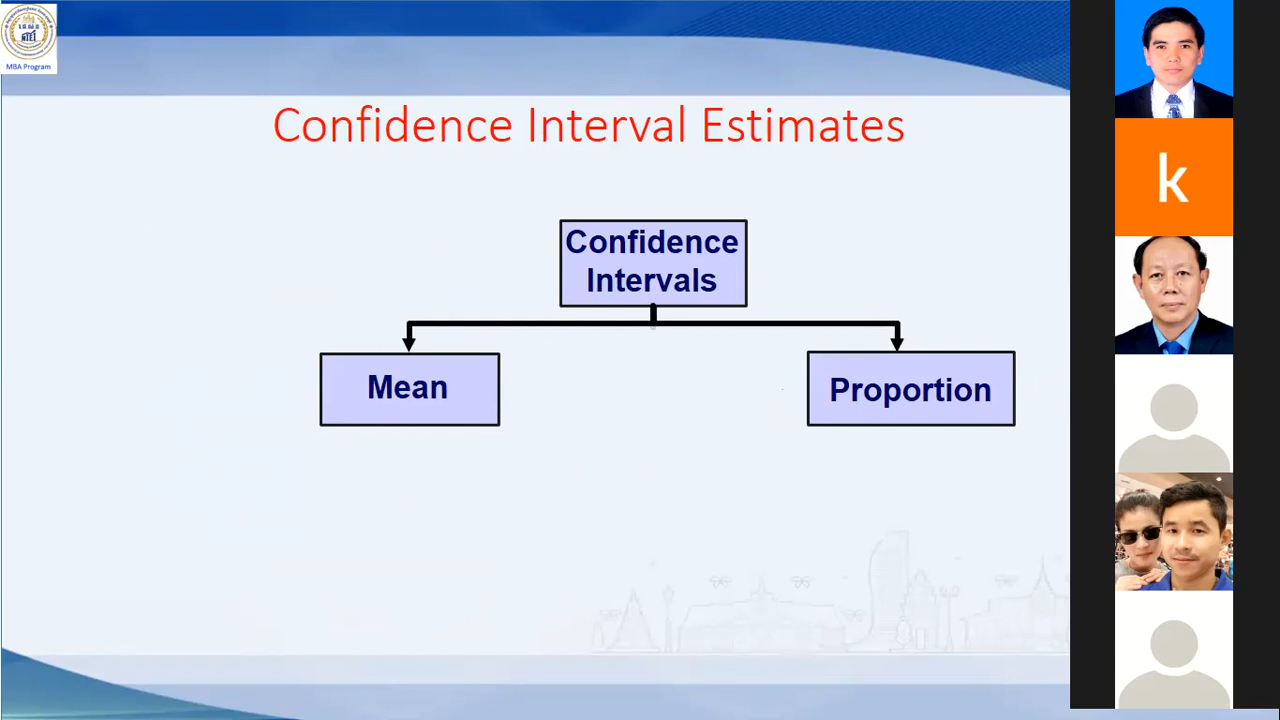 MBA Program
Confidence Interval Estimates
Confidence
Intervals
Mean
Proportion
k